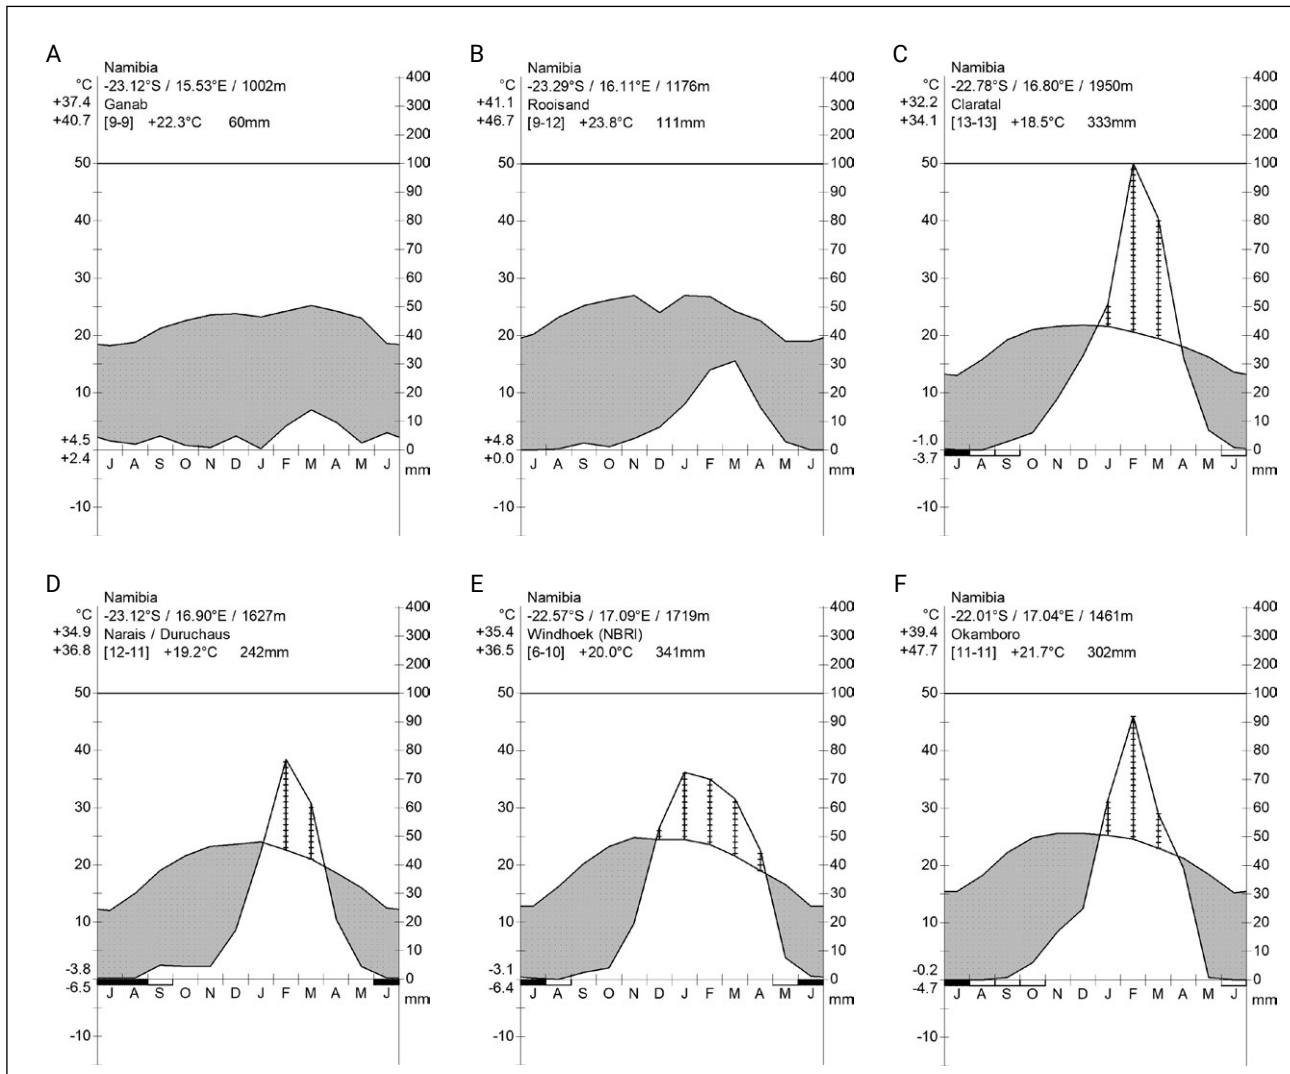 A
Namibia
°C -23.12°S / 15.53°E / 1002m 400
+37.4 Ganab 300
+40.7 [9-9] +22.3°C 60mm 200
50 100
90
40 80
70
30 60
50
20 40
30
10 20
10
+4.5 0
+2.4 J A S O N D J F M A M J mm
-10
B
Namibia
°C -23.29°S / 16.11°E / 1176m 400
+41.1 Rooisand 300
+46.7 [9-12] +23.8°C 111mm 200
50 100
90
40 80
70
30 60
50
20 40
30
10 20
10
+4.8 0
+0.0 J A S O N D J F M A M J mm
-10
C
Namibia
°C -22.78°S / 16.80°E / 1950m 400
+32.2 Claratal 300
+34.1 [13-13] +18.5°C 333mm 200
50 100
90
40 80
70
30 60
50
20 40
30
10 20
10
-1.0 0
-3.7 J A S O N D J F M A M J mm
-10
D
Namibia
°C -23.12°S / 16.90°E / 1627m 400
+34.9 Narais / Duruchaus 300
+36.8 [12-11] +19.2°C 242mm 200
50 100
90
40 80
70
30 60
50
20 40
30
10 20
10
-3.8 0
-6.5 J A S O N D J F M A M J mm
-10
E
Namibia
°C -22.57°S / 17.09°E / 1719m 400
+35.4 Windhoek (NBRI) 300
+36.5 [6-10] +20.0°C 341mm 200
50 100
90
40 80
70
30 60
50
20 40
30
10 20
10
-3.1 0
-6.4 J A S O N D J F M A M J mm
-10
F
Namibia
°C -22.01°S / 17.04°E / 1461m 400
+39.4 Okamboro 300
+47.7 [11-11] +21.7°C 302mm 200
50 100
90
40 80
70
30 60
50
20 40
30
10 20
10
-0.2 0
-4.7 J A S O N D J F M A M J mm
-10